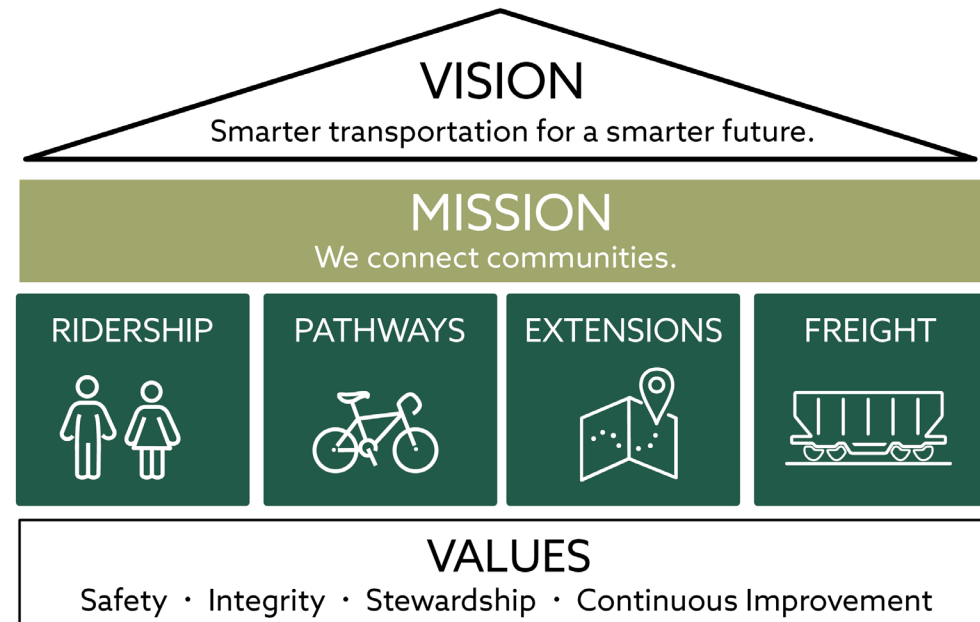 VISION
Smarter transportation for a smarter future.
MISSION
We connect communities.
RIDERSHIP
PATHWAYS
EXTENSIONS
FREIGHT
VALUES
Safety · Integrity · Stewardship · Continuous Improvement